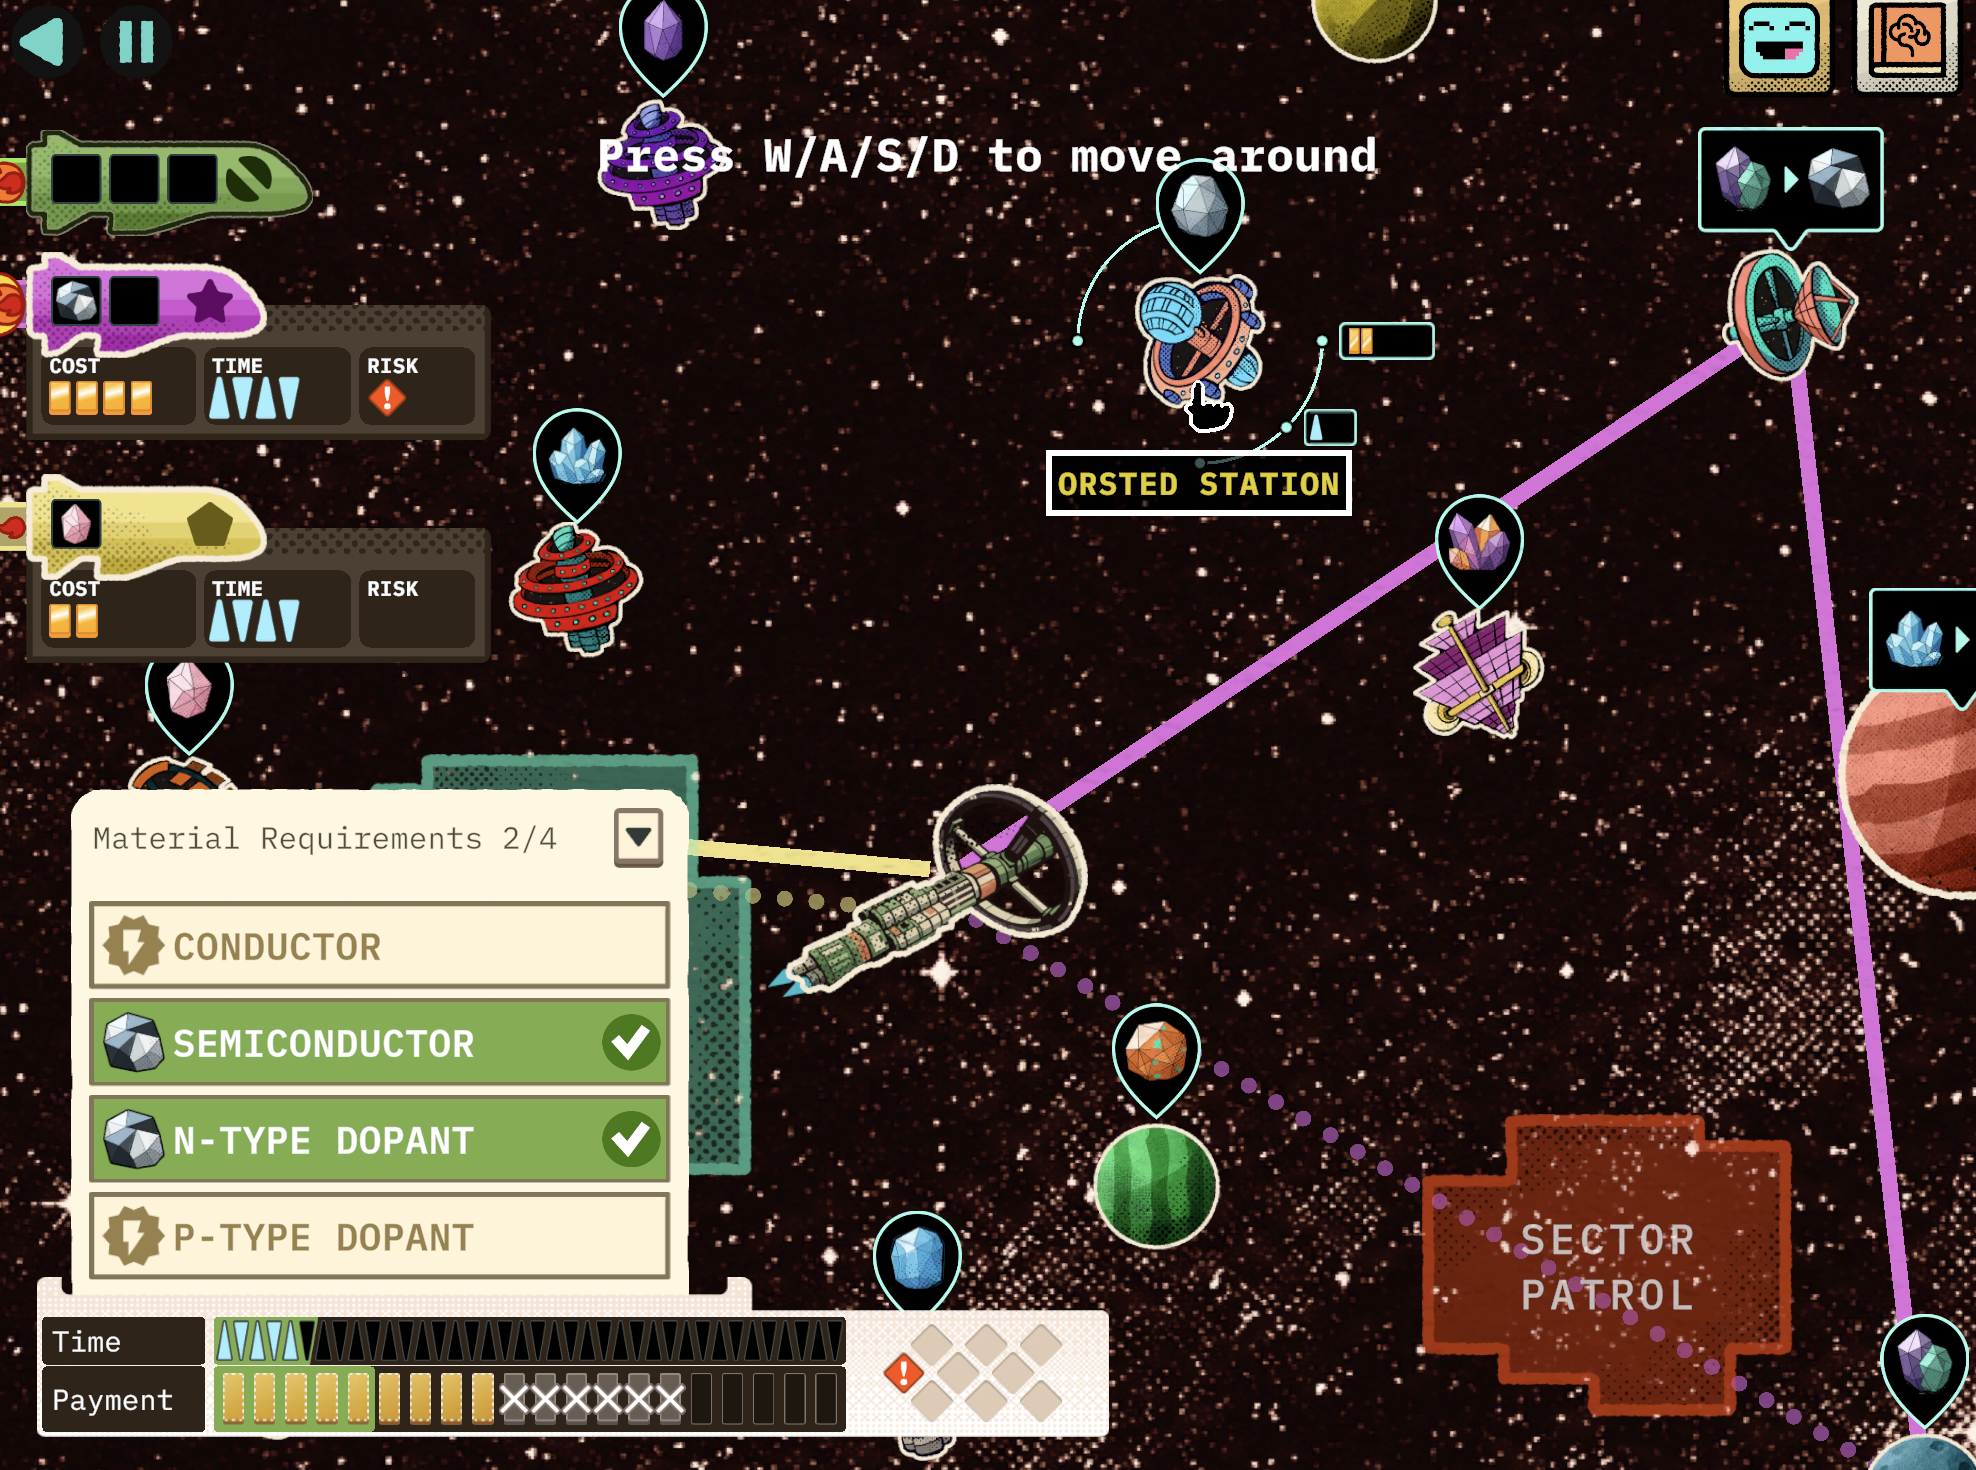 Press W/A/S/D to move around
COST
TIME
RISK
ORSTED STATION
COST
TIME
RISK
Material Requirements 2/4
CONDUCTOR
SEMICONDUCTOR
N-TYPE DOPANT
P-TYPE DOPANT
SECTOR
PATROL
Time
Payment